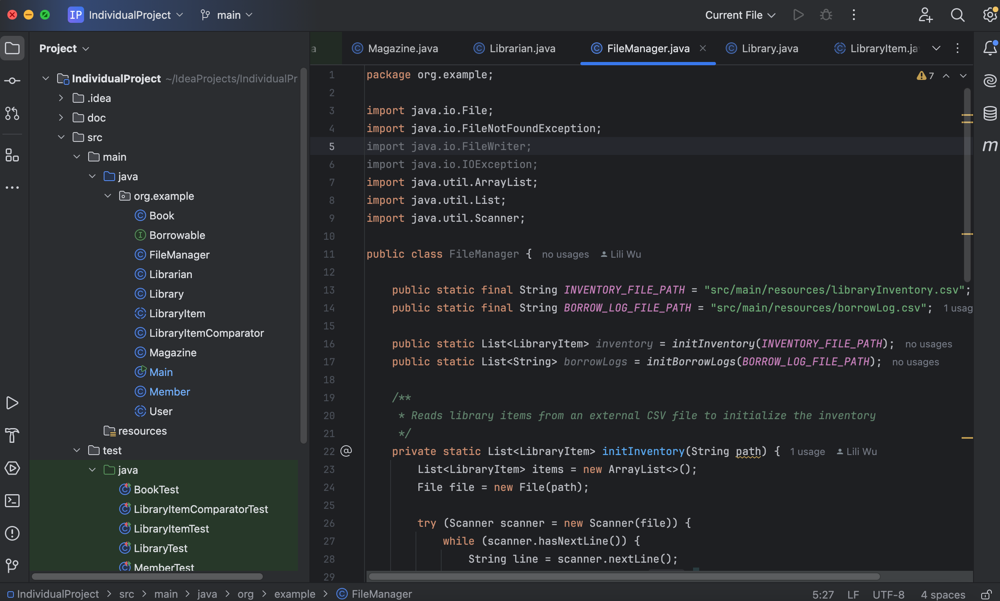 IP IndividualProject main Current File
Project
IndividualProject ~/IdeaProjects/IndividualPr
.idea
doc
src
main
java
org.example
Book
Borrowable
FileManager
Librarian
Library
LibraryItem
LibraryItemComparator
Magazine
Main
Member
User
resources
test
java
BookTest
LibraryItemComparatorTest
LibraryItemTest
LibraryTest
MemberTest
a Magazine.java Librarian.java FileManager.java Library.java LibraryItem.ja
7
1 package org.example;
2
3 import java.io.File;
4 import java.io.FileNotFoundException;
5 import java.io.FileWriter;
6 import java.io.IOException;
7 import java.util.ArrayList;
8 import java.util.List;
9 import java.util.Scanner;
10
11 public class FileManager { no usages Lili Wu
12
13 public static final String INVENTORY_FILE_PATH = "src/main/resources/libraryInventory.csv";
14 public static final String BORROW_LOG_FILE_PATH = "src/main/resources/borrowLog.csv"; 1 usag
15
16 public static List<LibraryItem> inventory = initInventory(INVENTORY_FILE_PATH); no usages
17 public static List<String> borrowLogs = initBorrowLogs(BORROW_LOG_FILE_PATH); no usages
18
19 /**
20 * Reads library items from an external CSV file to initialize the inventory
21 */
22 @ private static List<LibraryItem> initInventory(String path) { 1 usage Lili Wu
23 List<LibraryItem> items = new ArrayList<>();
24 File file = new File(path);
25
26 try (Scanner scanner = new Scanner(file)) {
27 while (scanner.hasNextLine()) {
28 String line = scanner.nextLine();
29
IndividualProject > src > main > java > org > example > FileManager
5:27 LF UTF-8 4 spaces